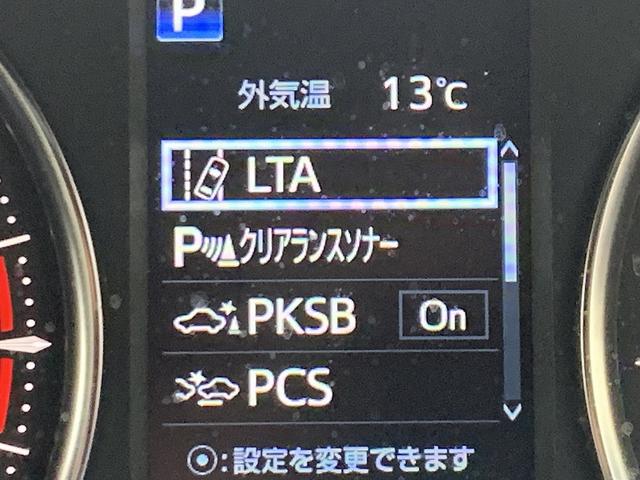 P
外気温 13℃
LTA
Pクリアランスソナー
PKSB On
PCS
⦿:設定を変更できます